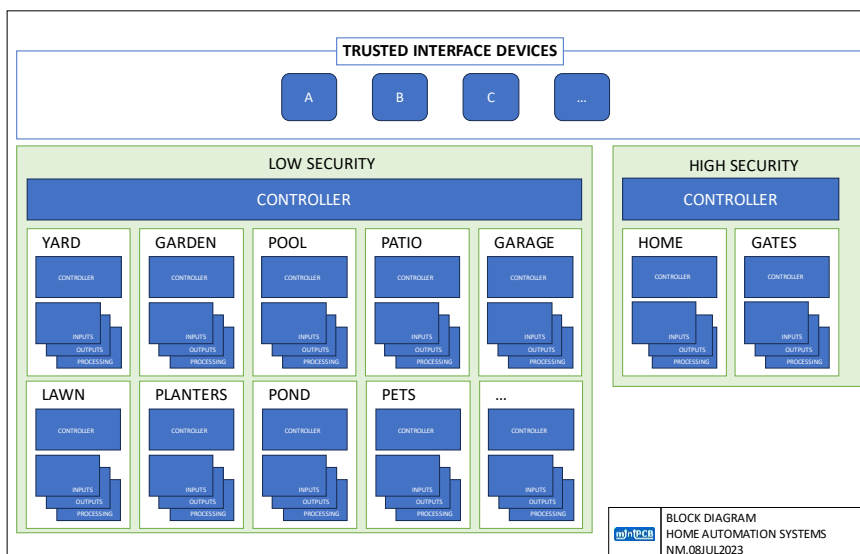 TRUSTED INTERFACE DEVICES
A
B
C
...
LOW SECURITY
CONTROLLER
YARD
CONTROLLER
INPUTS
OUTPUTS
PROCESSING
GARDEN
CONTROLLER
INPUTS
OUTPUTS
PROCESSING
POOL
CONTROLLER
INPUTS
OUTPUTS
PROCESSING
PATIO
CONTROLLER
INPUTS
OUTPUTS
PROCESSING
GARAGE
CONTROLLER
INPUTS
OUTPUTS
PROCESSING
LAWN
CONTROLLER
INPUTS
OUTPUTS
PROCESSING
PLANTERS
CONTROLLER
INPUTS
OUTPUTS
PROCESSING
POND
CONTROLLER
INPUTS
OUTPUTS
PROCESSING
PETS
CONTROLLER
INPUTS
OUTPUTS
PROCESSING
...
CONTROLLER
INPUTS
OUTPUTS
PROCESSING
HIGH SECURITY
CONTROLLER
HOME
CONTROLLER
INPUTS
OUTPUTS
PROCESSING
GATES
CONTROLLER
INPUTS
OUTPUTS
PROCESSING
mintPCB
BLOCK DIAGRAM
HOME AUTOMATION SYSTEMS
NM,08JUL2023